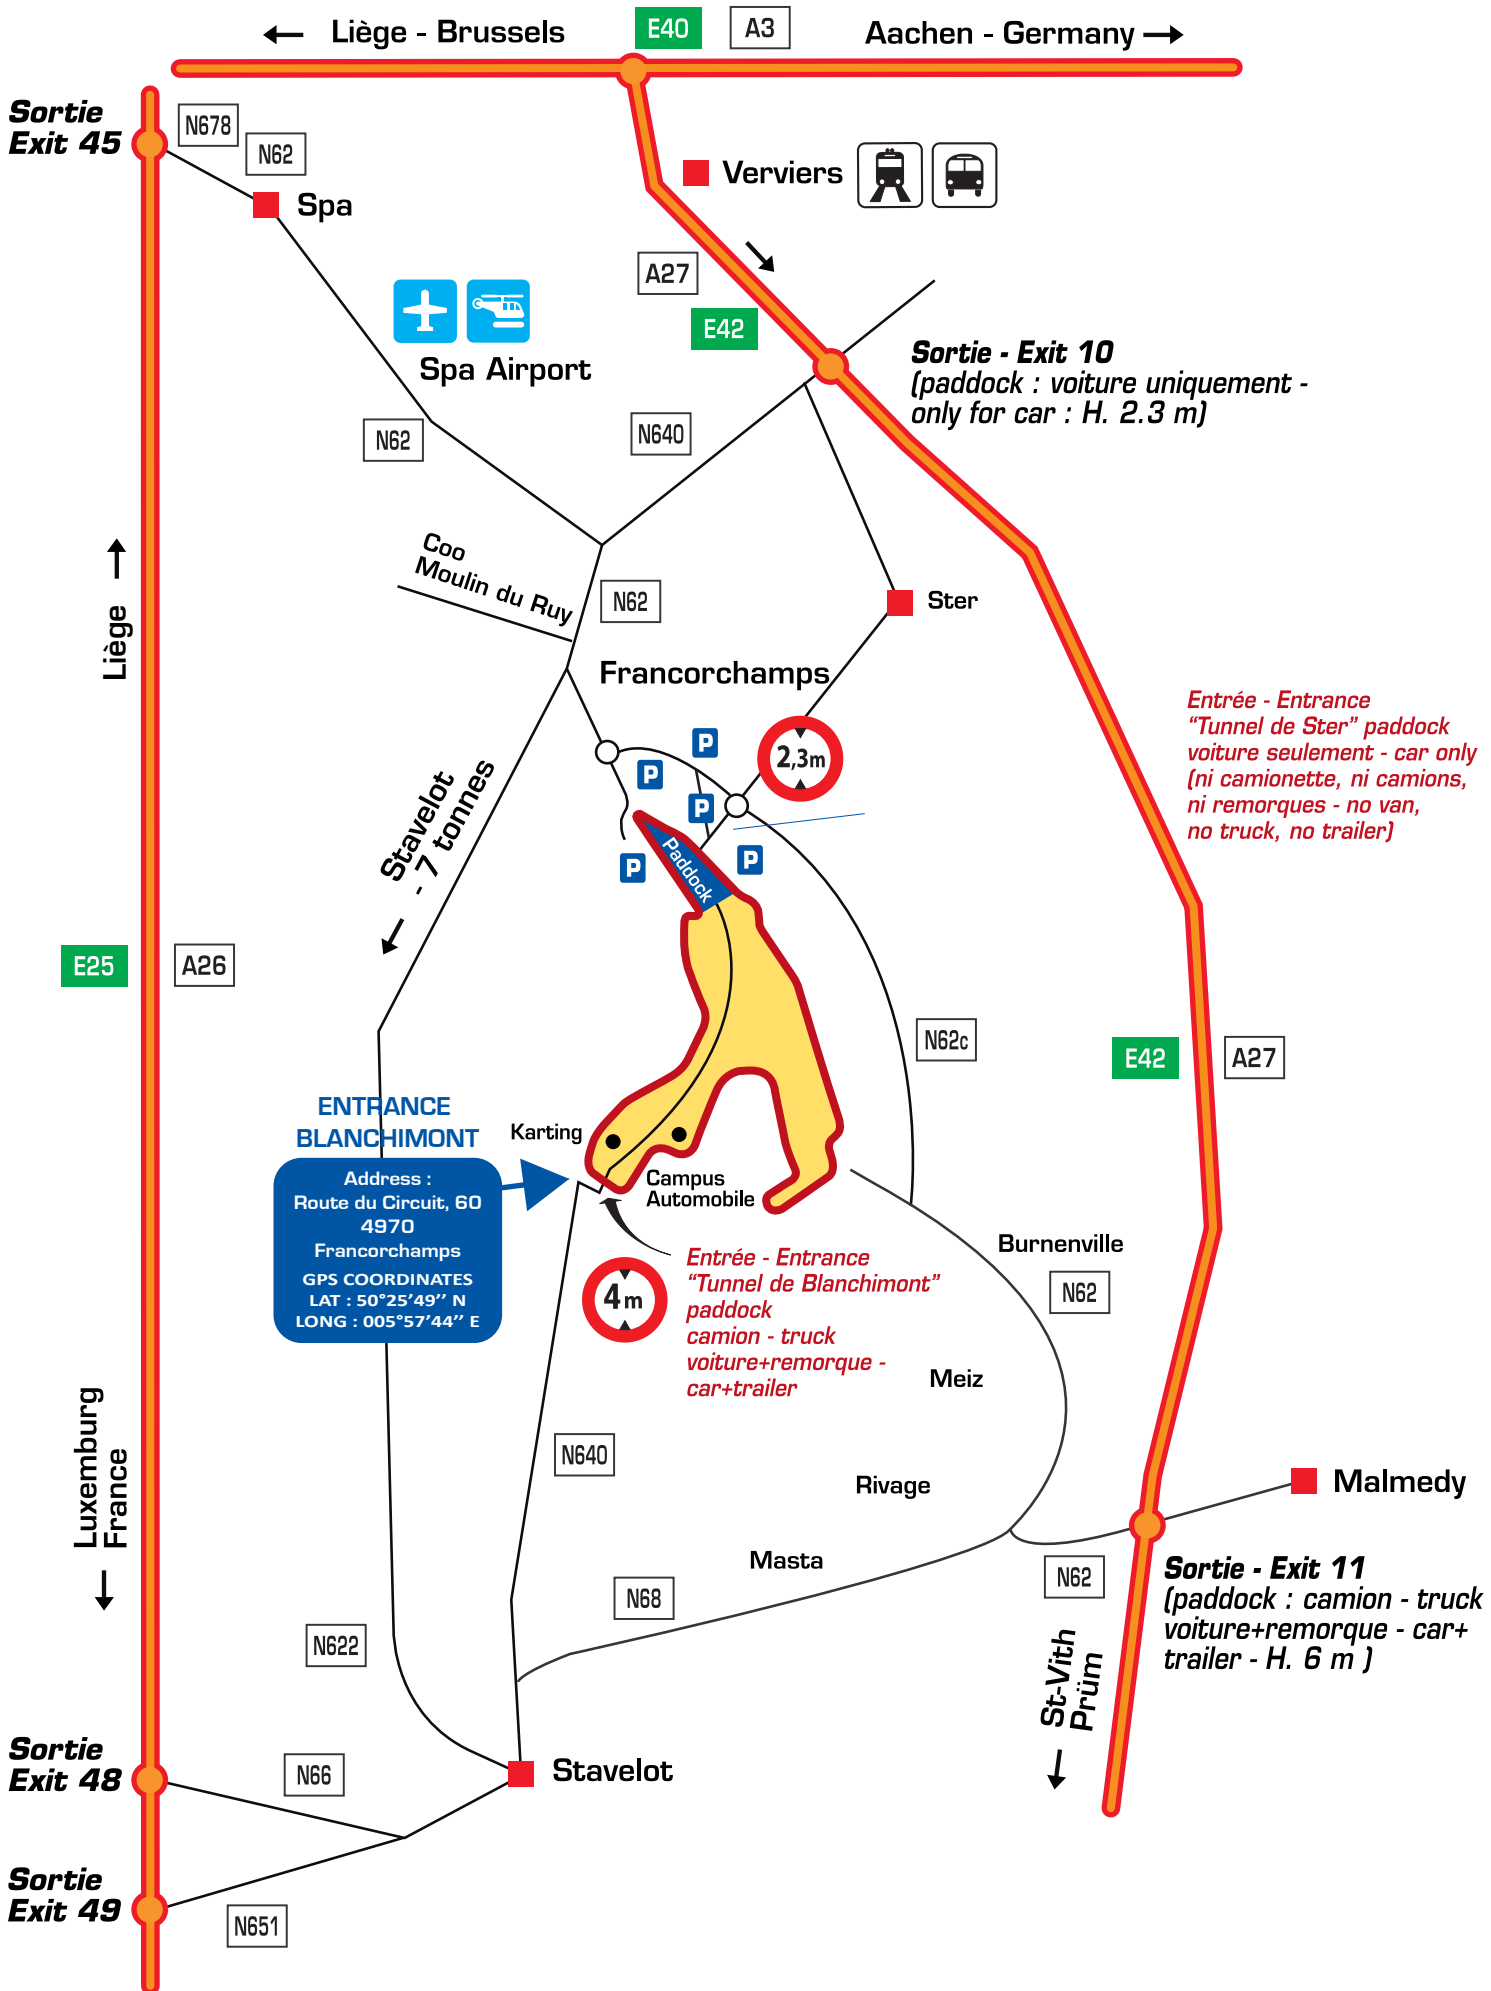 Liège - Brussels
E40
A3
Aachen - Germany
Sortie
Exit 45
N678
N62
Spa
Verviers
A27
E42
Spa Airport
Sortie - Exit 10
(paddock : voiture uniquement -
only for car : H. 2.3 m)
N62
N640
Coo
Moulin du Ruy
N62
Ster
Liège
Francorchamps
Entrée - Entrance
“Tunnel de Ster” paddock
voiture seulement - car only
(ni camionette, ni camions,
ni remorques - no van,
no truck, no trailer)
P
P
2,3m
P
P
P
Paddock
Stavelot
- 7 tonnes
E25
A26
N62c
E42
A27
ENTRANCE
BLANCHIMONT
Karting
Address :
Route du Circuit, 60
4970
Francorchamps
GPS COORDINATES
LAT : 50°25’49’’ N
LONG : 005°57’44’’ E
Campus
Automobile
Burnenville
N62
Entrée - Entrance
“Tunnel de Blanchimont”
paddock
camion - truck
voiture+remorque -
car+trailer
4m
Meiz
Luxemburg
France
N640
Rivage
Malmedy
Masta
N62
Sortie - Exit 11
(paddock : camion - truck
voiture+remorque - car+
trailer - H. 6 m )
N68
N622
St-Vith
Prüm
Sortie
Exit 48
N66
Stavelot
Sortie
Exit 49
N651